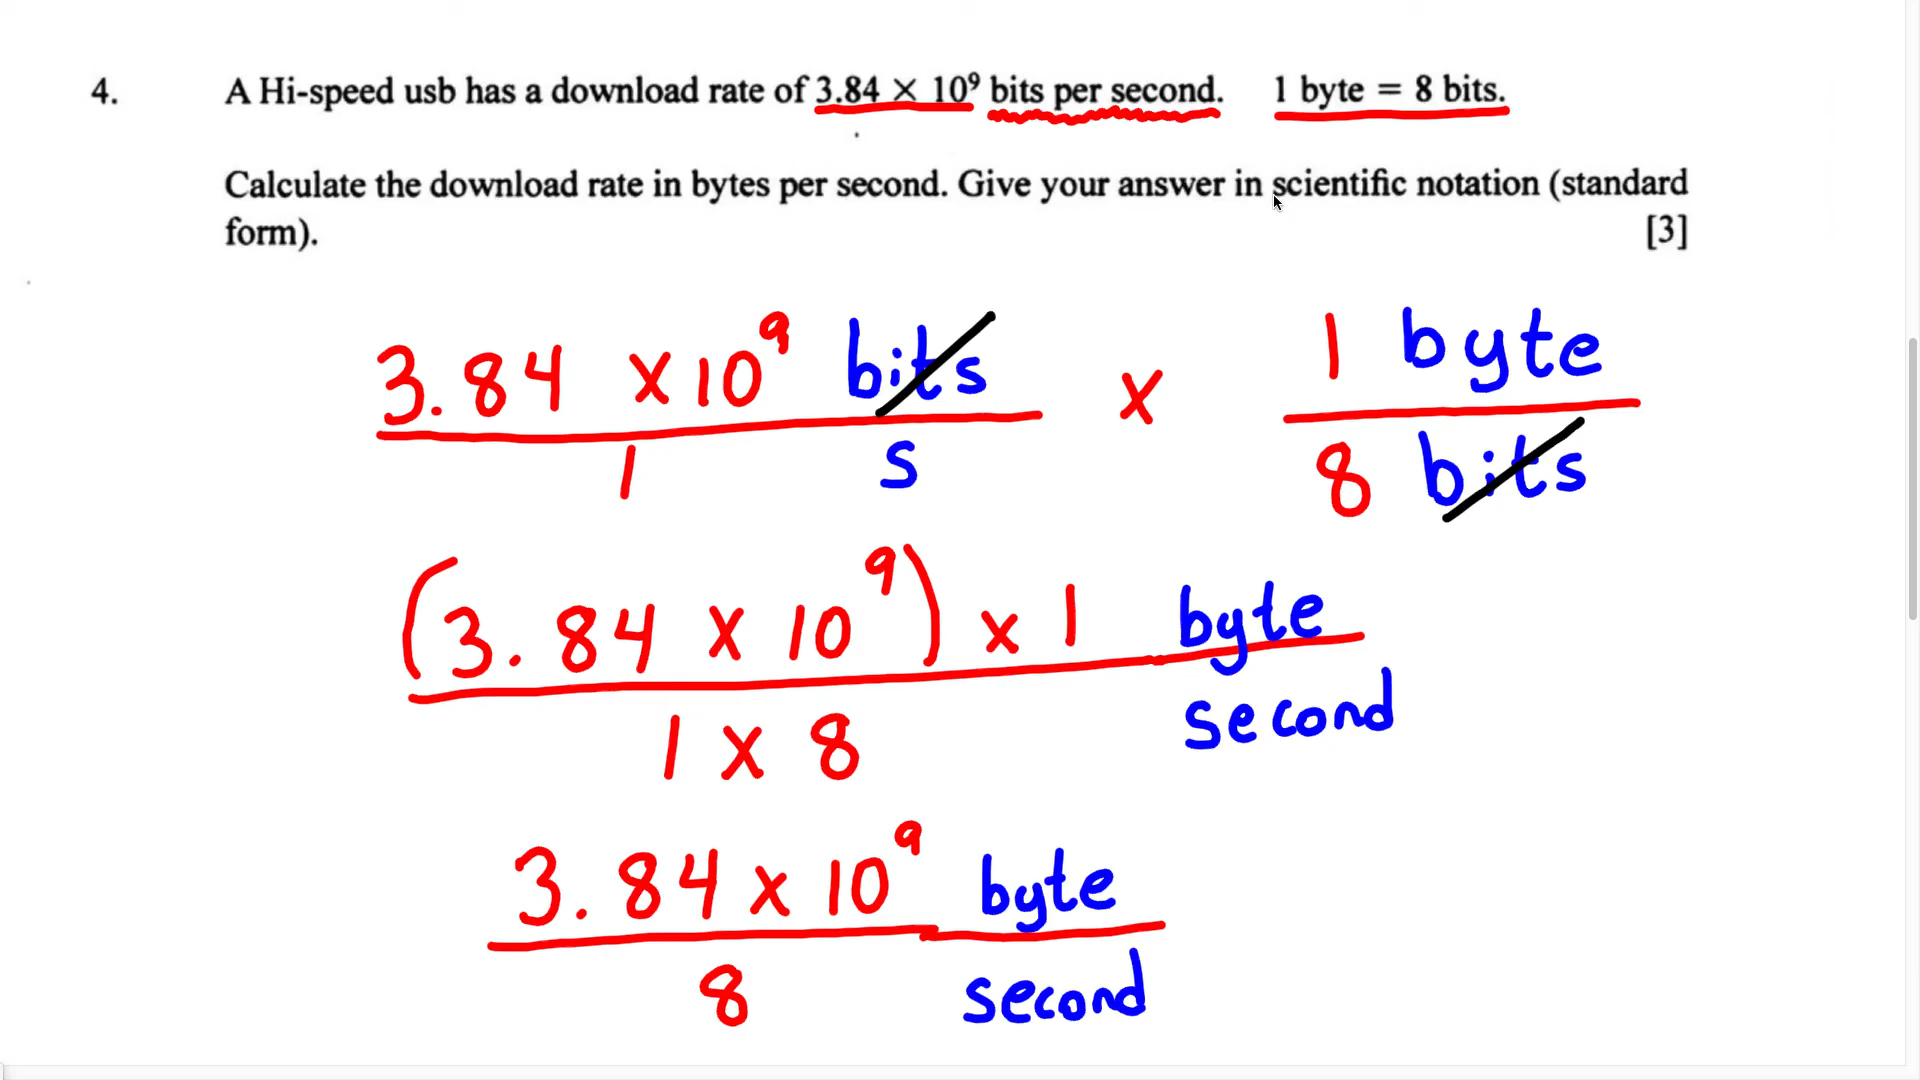 4. A Hi-speed usb has a download rate of 3.84 × 10⁹ bits per second. 1 byte = 8 bits.
Calculate the download rate in bytes per second. Give your answer in scientific notation (standard
form). [3]
3.84 x 10⁹ bits x 1 byte
1 s 8 bits
(3.84 x 10⁹) x 1 byte
1 x 8 second
3.84 x 10⁹ byte
8 second